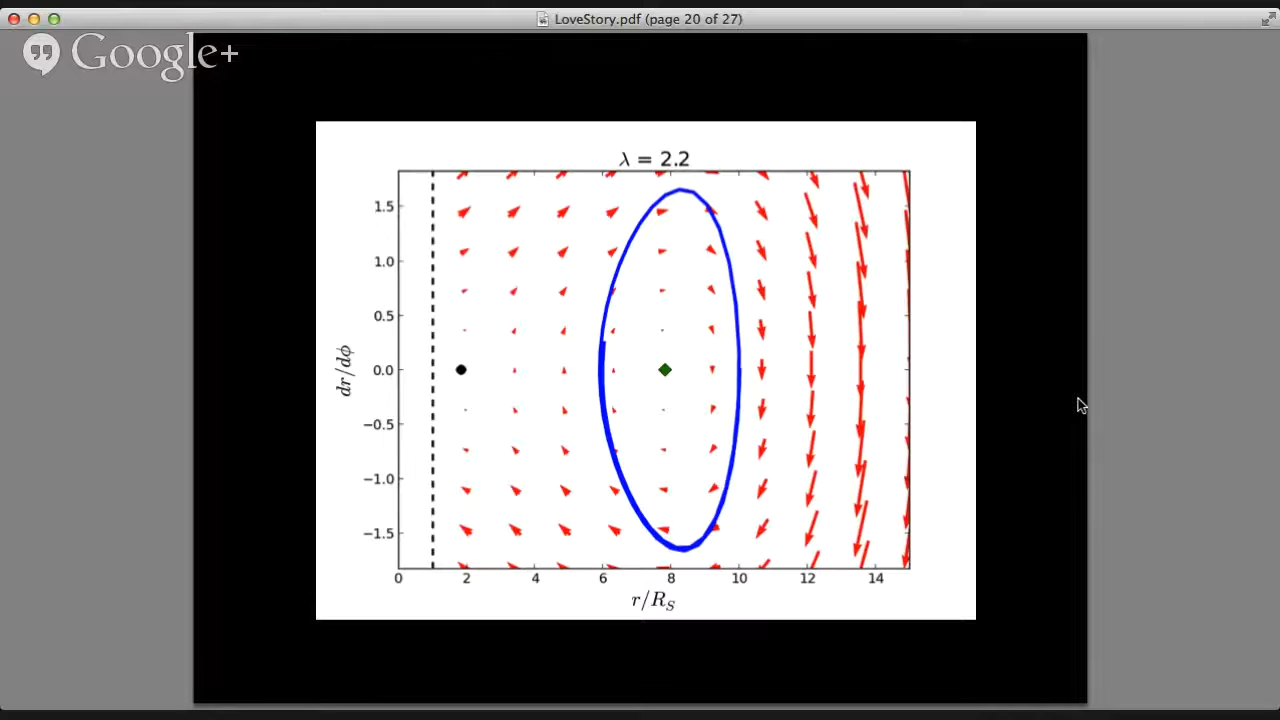 LoveStory.pdf (page 20 of 27)
Google+
λ = 2.2
1.5
1.0
0.5
0.0
−0.5
−1.0
−1.5
dr/dϕ
0 2 4 6 8 10 12 14
r/R_S